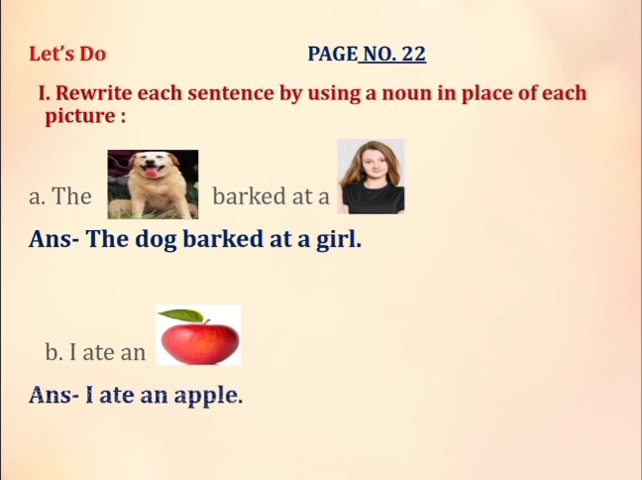 Let's Do PAGE NO. 22
I. Rewrite each sentence by using a noun in place of each
picture :
a. The barked at a
Ans- The dog barked at a girl.
b. I ate an
Ans- I ate an apple.